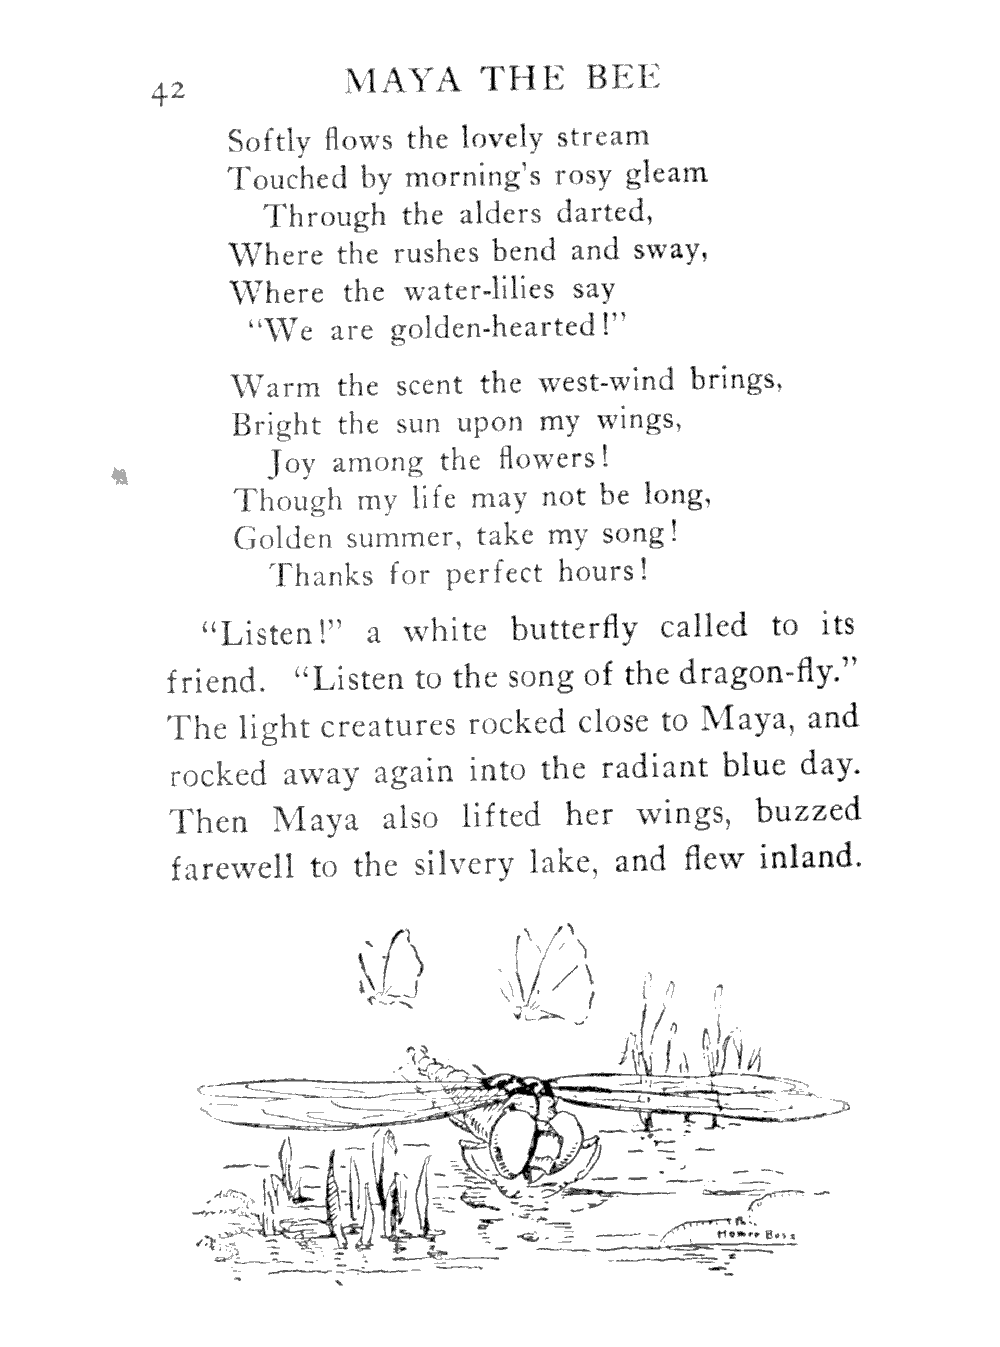 42 MAYA THE BEE
Softly flows the lovely stream
Touched by morning's rosy gleam
Through the alders darted,
Where the rushes bend and sway,
Where the water-lilies say
“We are golden-hearted!”
Warm the scent the west-wind brings,
Bright the sun upon my wings,
Joy among the flowers!
Though my life may not be long,
Golden summer, take my song!
Thanks for perfect hours!
“Listen!” a white butterfly called to its
friend. “Listen to the song of the dragon-fly.”
The light creatures rocked close to Maya, and
rocked away again into the radiant blue day.
Then Maya also lifted her wings, buzzed
farewell to the silvery lake, and flew inland.
Homer Boss